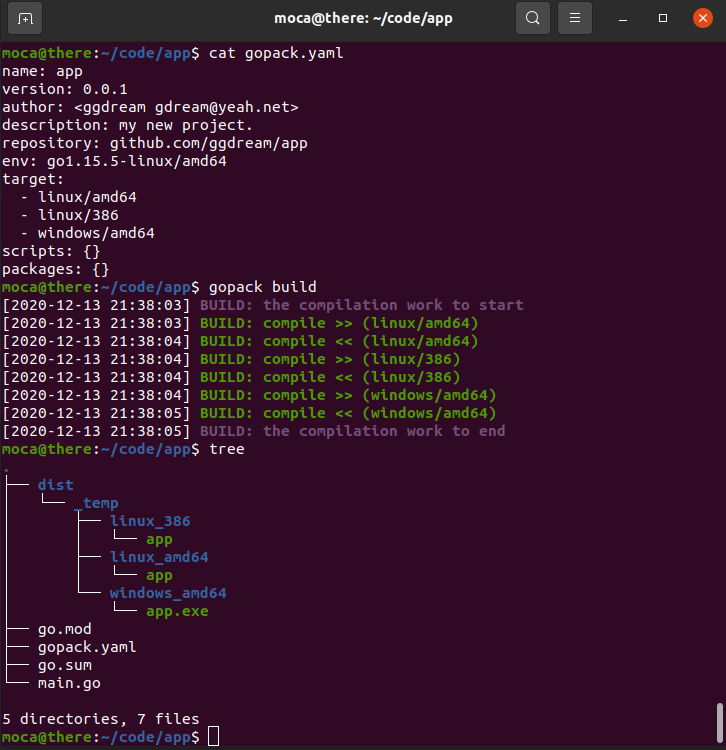 moca@there: ~/code/app
moca@there:~/code/app$ cat gopack.yaml
name: app
version: 0.0.1
author: <ggdream gdream@yeah.net>
description: my new project.
repository: github.com/ggdream/app
env: go1.15.5-linux/amd64
target:
  - linux/amd64
  - linux/386
  - windows/amd64
scripts: {}
packages: {}
moca@there:~/code/app$ gopack build
[2020-12-13 21:38:03] BUILD: the compilation work to start
[2020-12-13 21:38:03] BUILD: compile >> (linux/amd64)
[2020-12-13 21:38:04] BUILD: compile << (linux/amd64)
[2020-12-13 21:38:04] BUILD: compile >> (linux/386)
[2020-12-13 21:38:04] BUILD: compile << (linux/386)
[2020-12-13 21:38:04] BUILD: compile >> (windows/amd64)
[2020-12-13 21:38:05] BUILD: compile << (windows/amd64)
[2020-12-13 21:38:05] BUILD: the compilation work to end
moca@there:~/code/app$ tree
.
├── dist
│   └── _temp
│       ├── linux_386
│       │   └── app
│       ├── linux_amd64
│       │   └── app
│       └── windows_amd64
│           └── app.exe
├── go.mod
├── gopack.yaml
├── go.sum
└── main.go

5 directories, 7 files
moca@there:~/code/app$